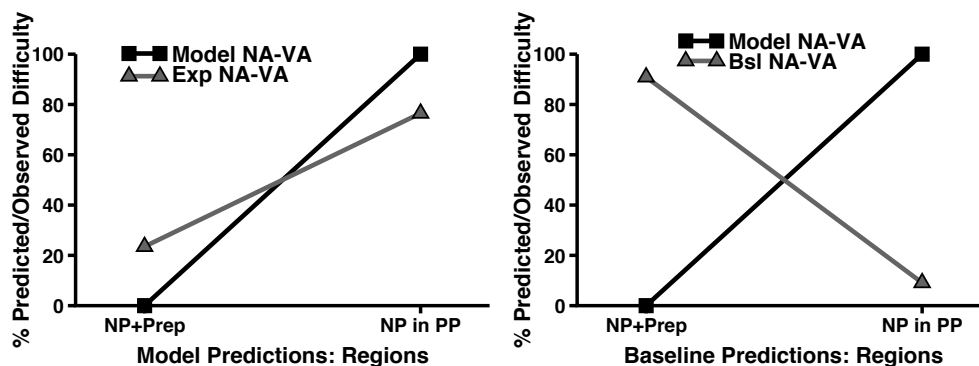 % Predicted/Observed Difficulty
100
80
60
40
20
0
Model NA-VA
Exp NA-VA
NP+Prep
NP in PP
Model Predictions: Regions
% Predicted/Observed Difficulty
100
80
60
40
20
0
Model NA-VA
Bsl NA-VA
NP+Prep
NP in PP
Baseline Predictions: Regions